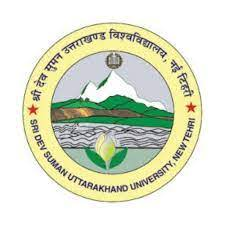 श्री देव सुमन उत्तराखण्ड विश्वविद्यालय, नई टिहरी
SRI DEV SUMAN UTTARAKHAND UNIVERSITY, NEW TEHRI